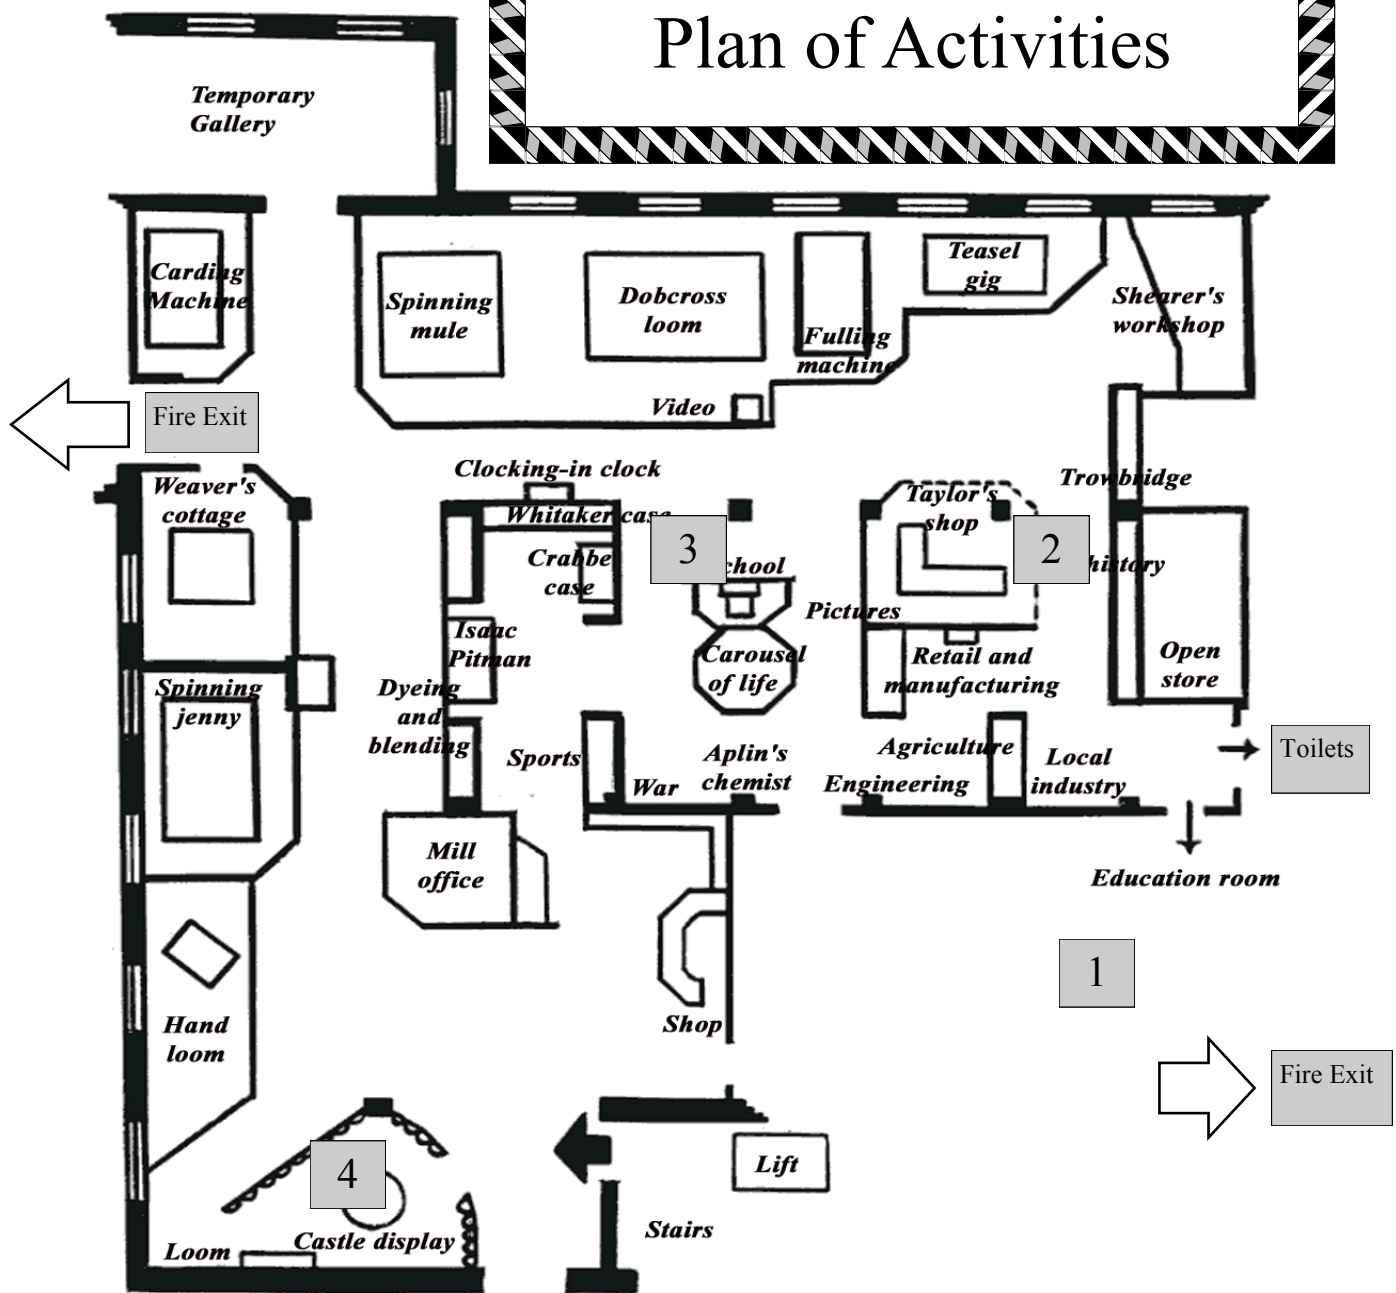 Plan of Activities
Temporary
Gallery
Carding
Machine
Spinning
mule
Dobcross
loom
Fulling
machine
Teasel
gig
Shearer's
workshop
Video
Fire Exit
Clocking-in clock
Weaver's
cottage
Whitaker case
Crabbe
case
3
chool
Taylor's
shop
2
Trowbridge
history
Pictures
Isaac
Pitman
Carousel
of life
Retail and
manufacturing
Open
store
Spinning
jenny
Dyeing
and
blending
Sports
War
Aplin's
chemist
Agriculture
Engineering
Local
industry
Toilets
Mill
office
Education room
1
Hand
loom
Shop
Fire Exit
4
Lift
Stairs
Castle display
Loom